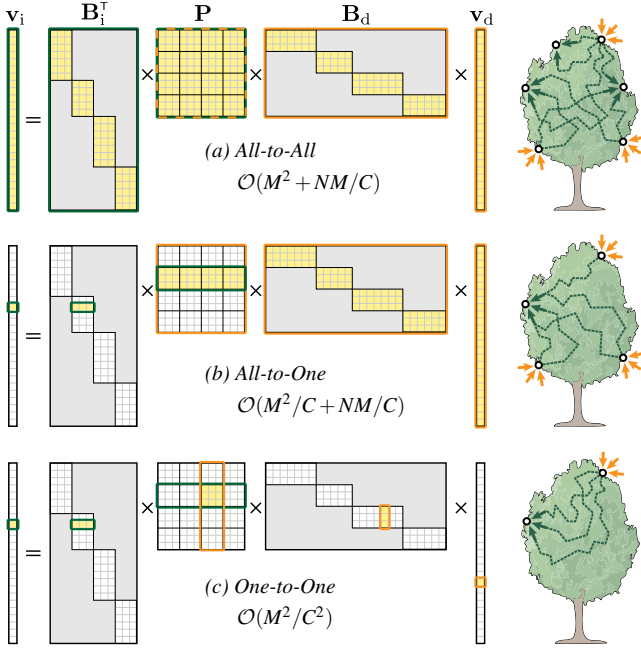 v_i B_i^⊤ P B_d v_d
= × × ×
(a) All-to-All
𝒪(M² + NM/C)
= × × ×
(b) All-to-One
𝒪(M²/C + NM/C)
= × × ×
(c) One-to-One
𝒪(M²/C²)